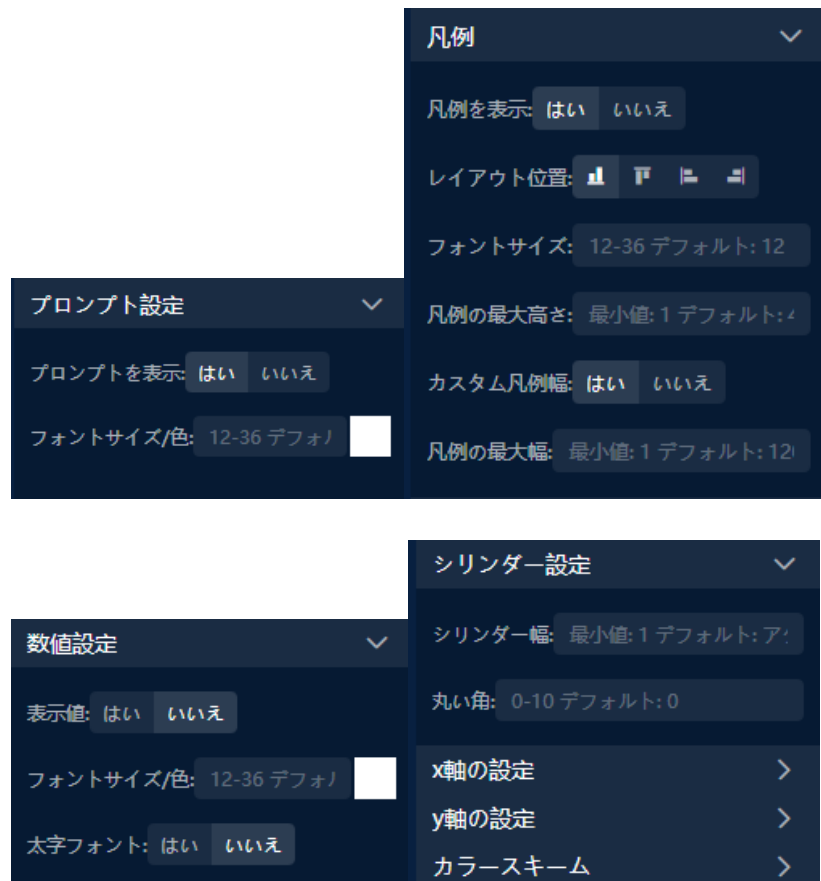 プロンプト設定
プロンプトを表示: はい いいえ
フォントサイズ/色: 12-36 デフォル
凡例
凡例を表示: はい いいえ
レイアウト位置:
フォントサイズ: 12-36 デフォルト: 12
凡例の最大高さ: 最小値: 1 デフォルト:
カスタム凡例幅: はい いいえ
凡例の最大幅: 最小値: 1 デフォルト: 12
数値設定
表示値: はい いいえ
フォントサイズ/色: 12-36 デフォル
太字フォント: はい いいえ
シリンダー設定
シリンダー幅: 最小値: 1 デフォルト: ア
丸い角: 0-10 デフォルト: 0
x軸の設定
y軸の設定
カラースキーム